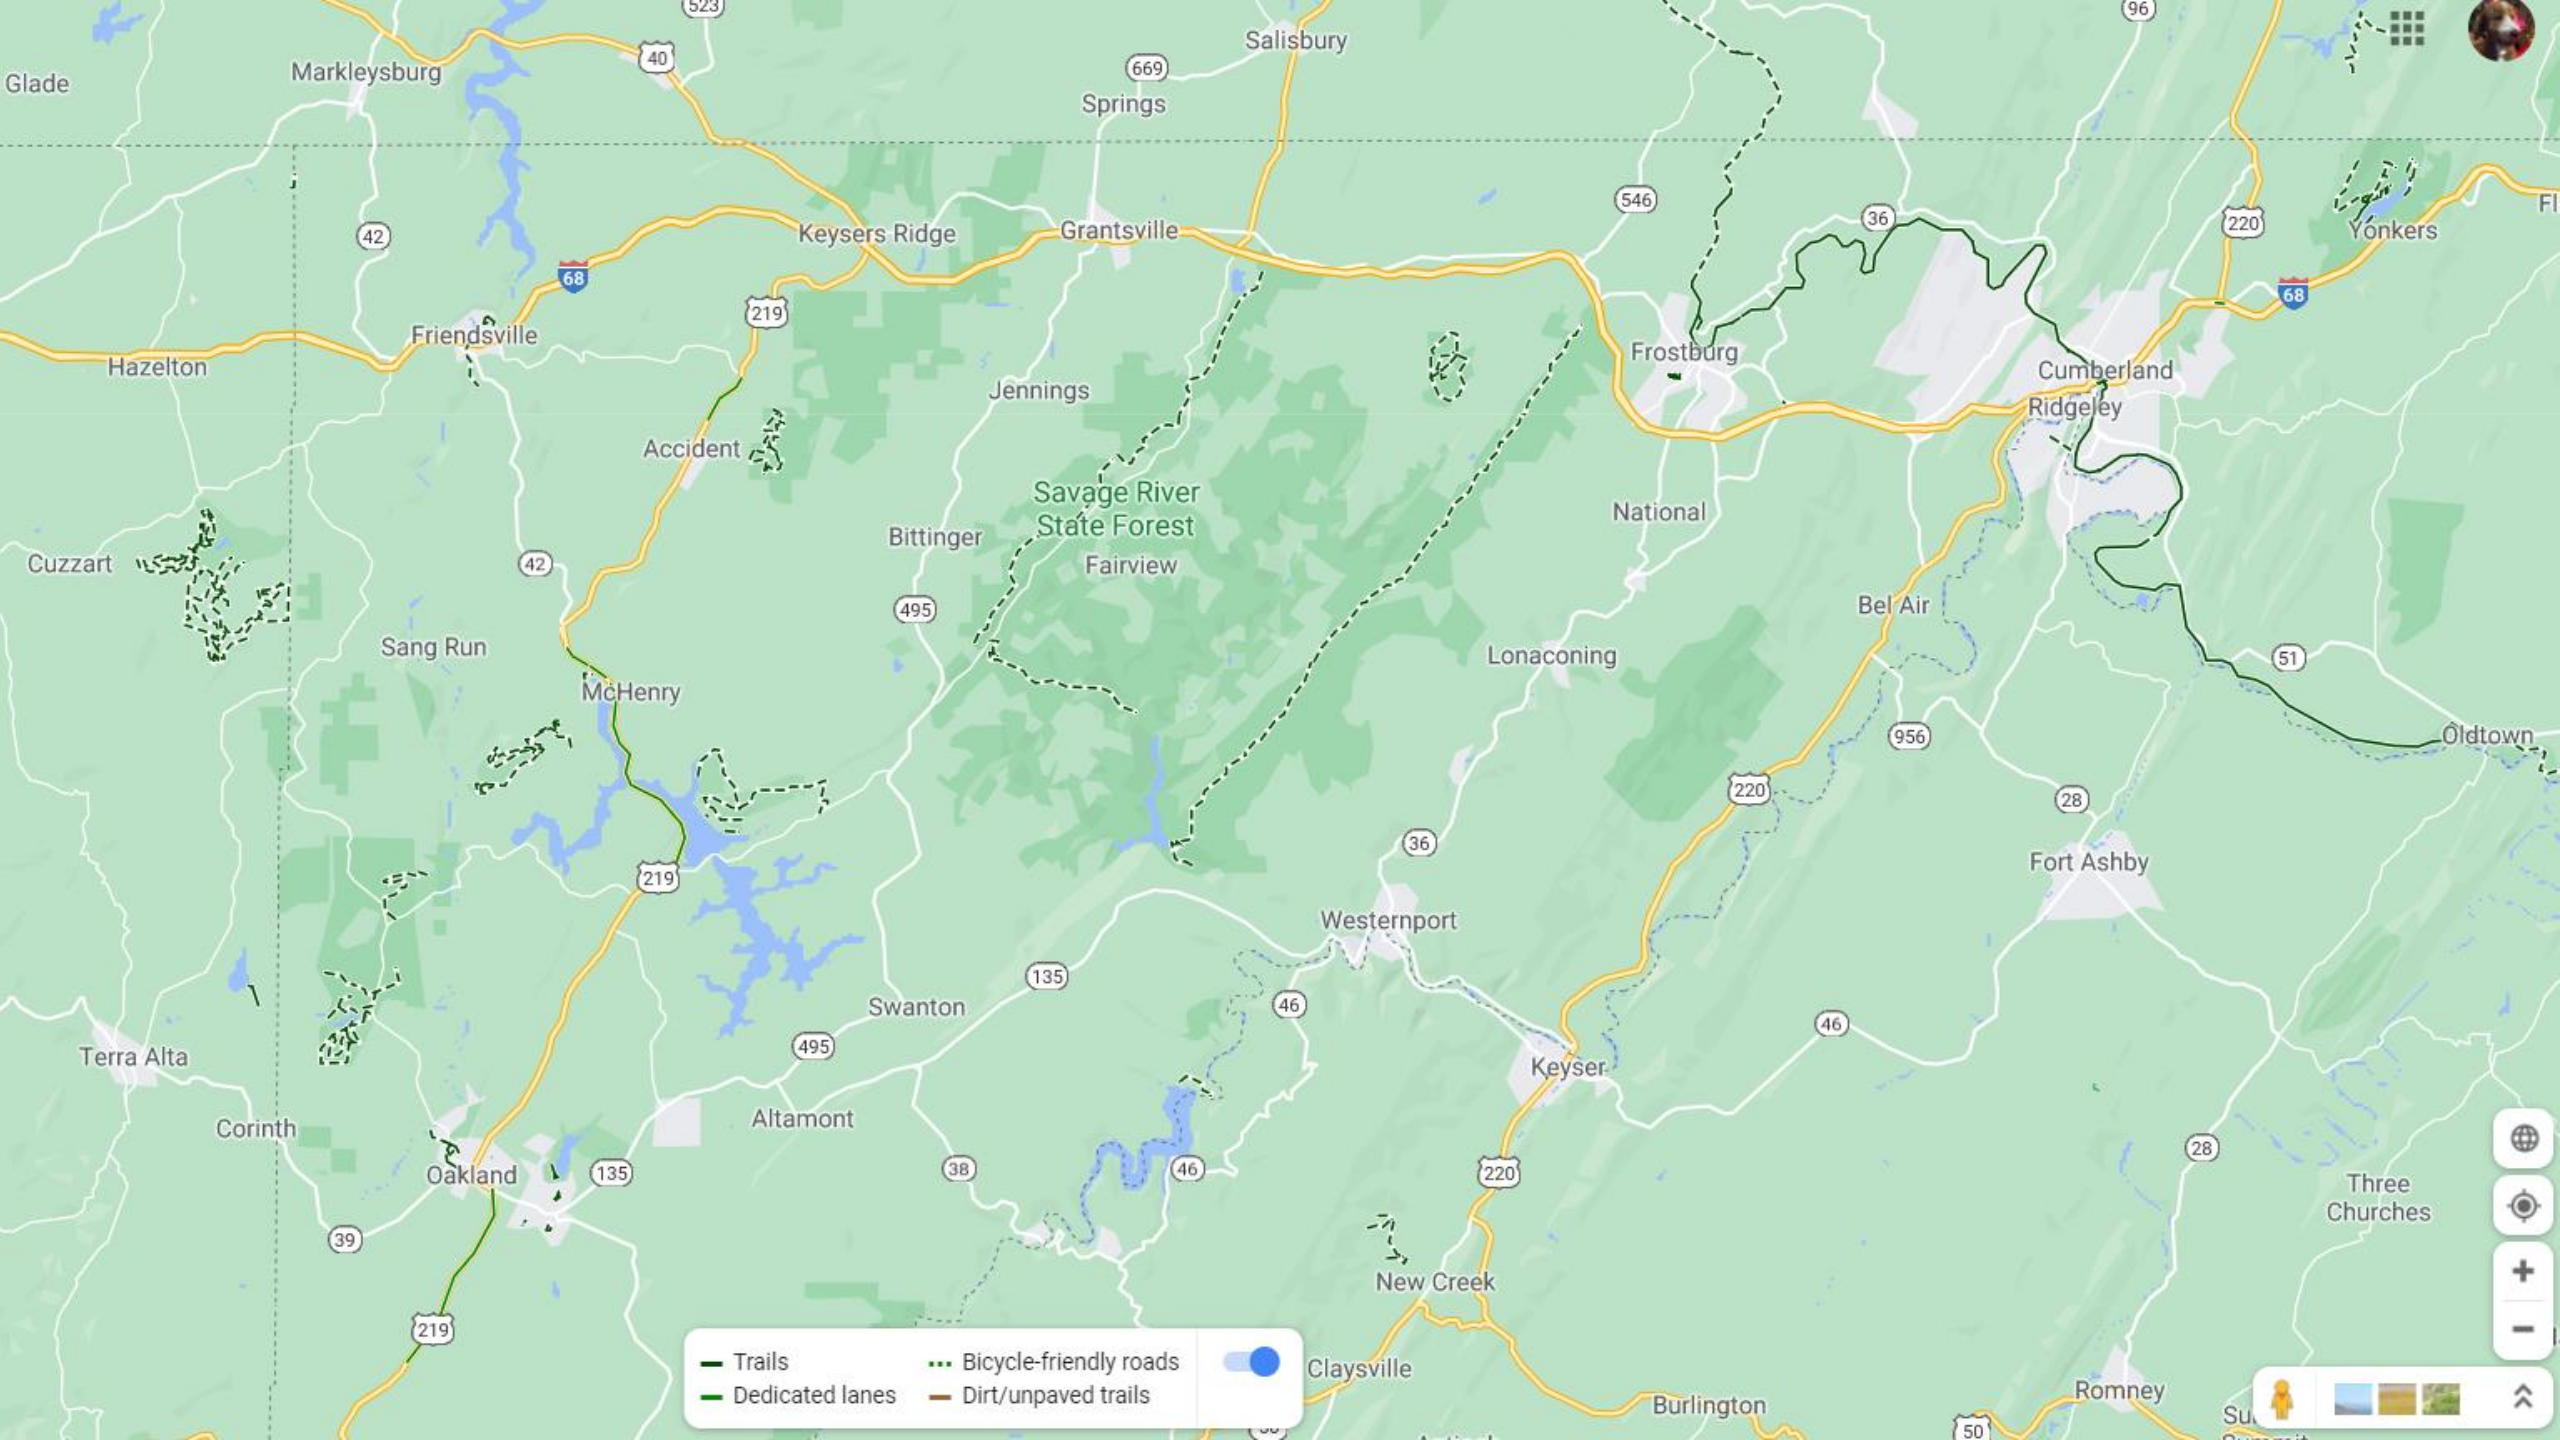 523
96
Salisbury
40
669
Markleysburg
Glade
Springs
546
36
220
42
Keysers Ridge
Grantsville
Yonkers
Fl
68
68
219
Friendsville
Frostburg
Hazelton
Cumberland
Jennings
Ridgeley
Accident
Savage River
State Forest
National
Bittinger
Cuzzart
42
Fairview
495
Bel Air
Sang Run
Lonaconing
51
McHenry
956
Oldtown
220
28
36
219
Fort Ashby
Westernport
135
46
Swanton
46
495
Terra Alta
Keyser
Altamont
Corinth
28
38
46
220
Oakland
135
Three
Churches
39
New Creek
219
Trails
Bicycle-friendly roads
Dedicated lanes
Dirt/unpaved trails
Claysville
Romney
Burlington
50